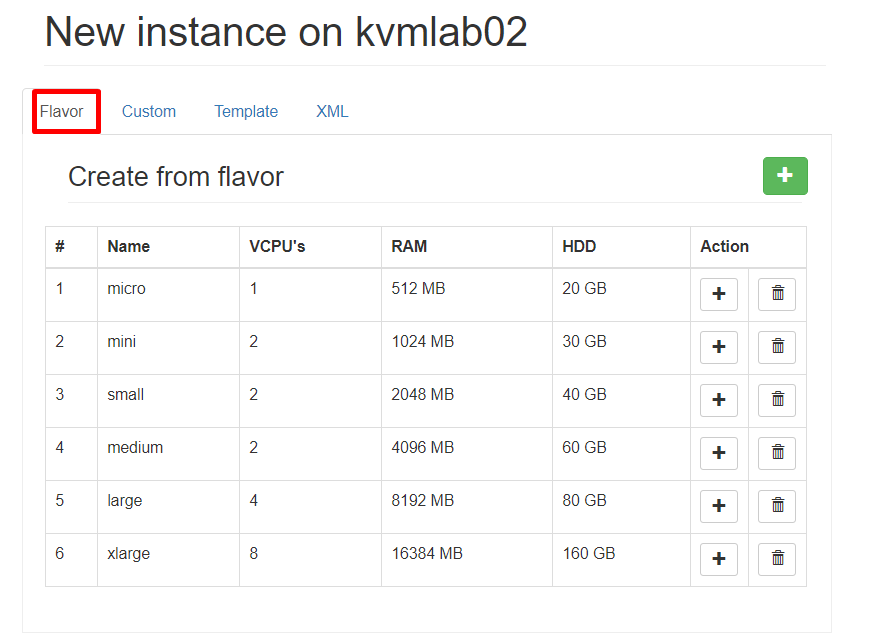 New instance on kvmlab02
Flavor Custom Template XML
Create from flavor
# Name VCPU's RAM HDD Action
1 micro 1 512 MB 20 GB
2 mini 2 1024 MB 30 GB
3 small 2 2048 MB 40 GB
4 medium 2 4096 MB 60 GB
5 large 4 8192 MB 80 GB
6 xlarge 8 16384 MB 160 GB